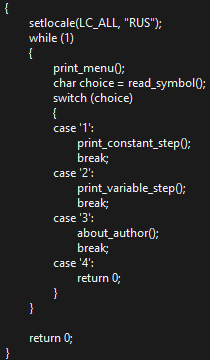 {
setlocale(LC_ALL, "RUS");
while (1)
{
print_menu();
char choice = read_symbol();
switch (choice)
{
case '1':
print_constant_step();
break;
case '2':
print_variable_step();
break;
case '3':
about_author();
break;
case '4':
return 0;
}
}
return 0;
}